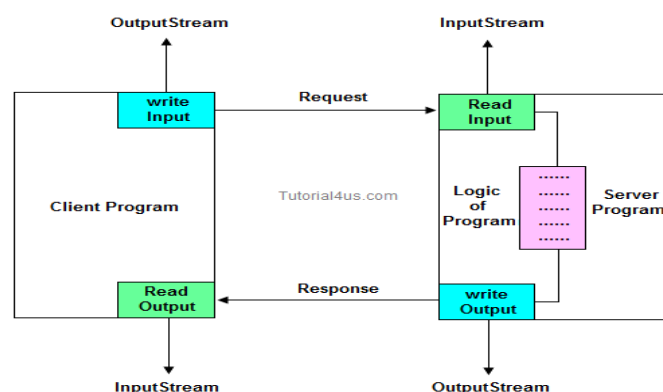 OutputStream
InputStream
write
Input
Request
Read
Input
Client Program
Tutorial4us.com
Logic
of
Program
......
......
......
......
......
Server
Program
Read
Output
Response
write
Output
InputStream
OutputStream